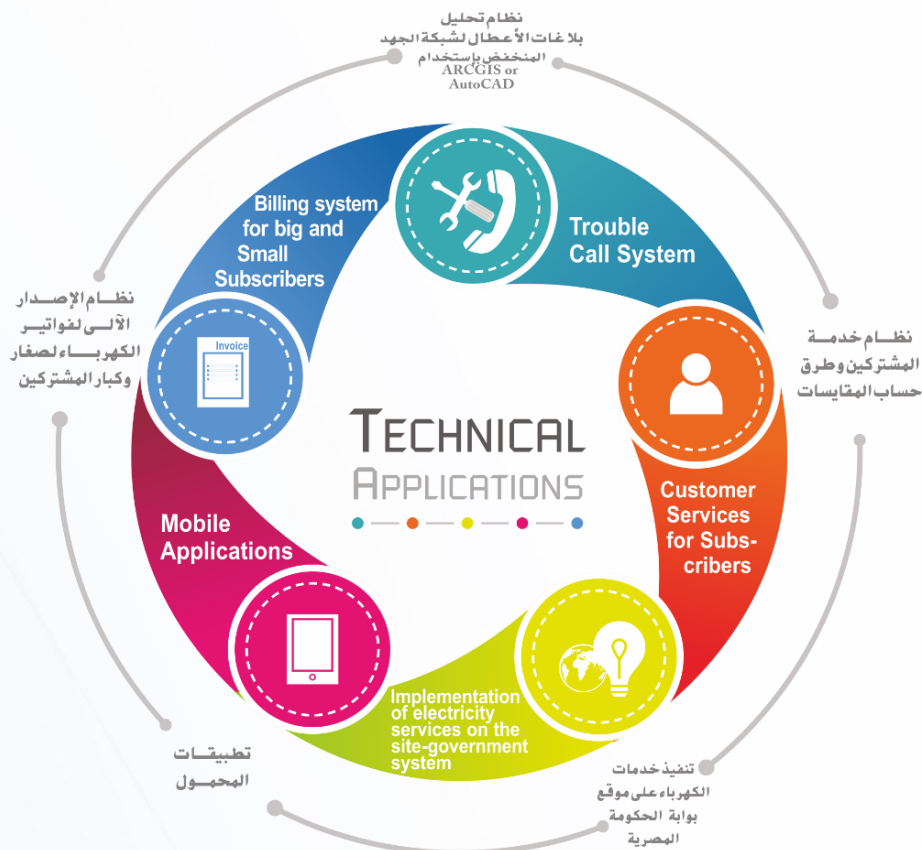 نظام تحليل
بلاغات الأعطال لشبكة الجهد
المنخفض بإستخدام
ARCGIS or
AutoCAD
Billing system
for big and
Small
Subscribers
Trouble
Call System
نظام الإصدار
الآلى لفواتير
الكهرباء لصغار
وكبار المشتركين
Invoice
نظام خدمة
المشتركين وطرق
حساب المقايسات
TECHNICAL
APPLICATIONS
Mobile
Applications
Customer
Services
for Subs-
cribers
Implementation
of electricity
services on the
site-government
system
تطبيقات
المحمول
تنفيذ خدمات
الكهرباء على موقع
بوابة الحكومة
المصرية